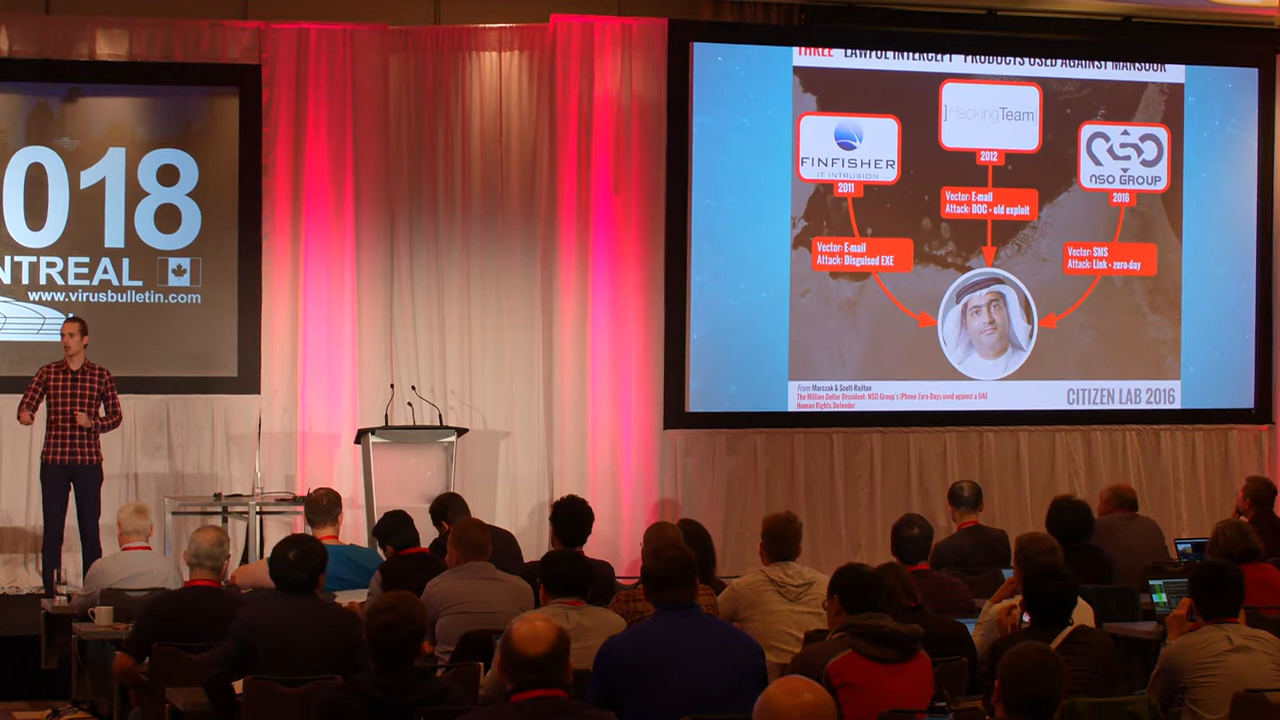 018
NTREAL
www.virusbulletin.com
THREE "LAWFUL INTERCEPT" PRODUCTS USED AGAINST MANSOOR
]HackingTeam[
FINFISHER
IT INTRUSION
2011
2012
NSO GROUP
2016
Vector: E-mail
Attack: DOC + old exploit
Vector: E-mail
Attack: Disguised EXE
Vector: SMS
Attack: Link + zero-day
From Marczak & Scott Railton
The Million Dollar Dissident: NSO Group's iPhone Zero-Days used against a UAE
Human Rights Defender
CITIZEN LAB 2016